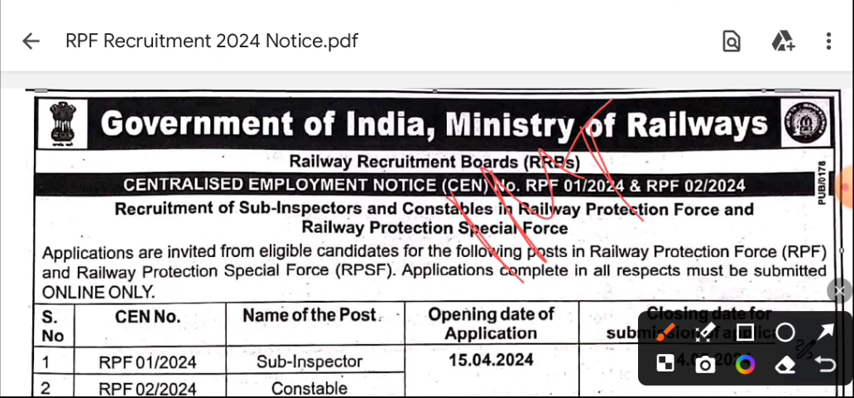 RPF Recruitment 2024 Notice.pdf
Government of India, Ministry of Railways
Railway Recruitment Boards (RRBs)
CENTRALISED EMPLOYMENT NOTICE (CEN) No. RPF 01/2024 & RPF 02/2024
PUB/0178
Recruitment of Sub-Inspectors and Constables in Railway Protection Force and
Railway Protection Special Force
Applications are invited from eligible candidates for the following posts in Railway Protection Force (RPF)
and Railway Protection Special Force (RPSF). Applications complete in all respects must be submitted
ONLINE ONLY.
S. No CEN No. Name of the Post. Opening date of Application Closing date for
1 RPF 01/2024 Sub-Inspector 15.04.2024
2 RPF 02/2024 Constable